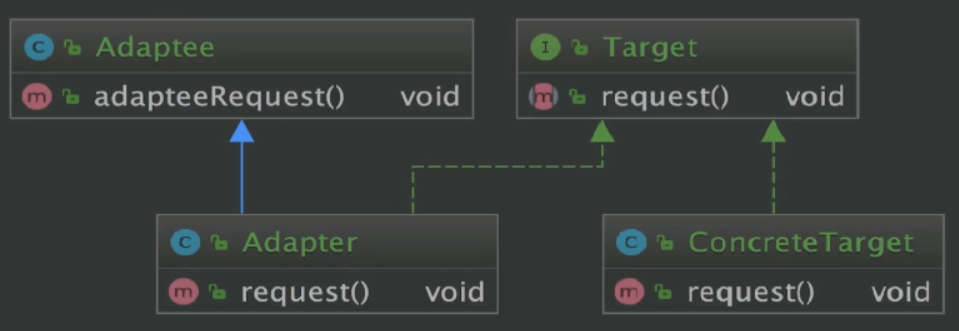 C Adaptee
m adapteeRequest() void
I Target
m request() void
C Adapter
m request() void
C ConcreteTarget
m request() void